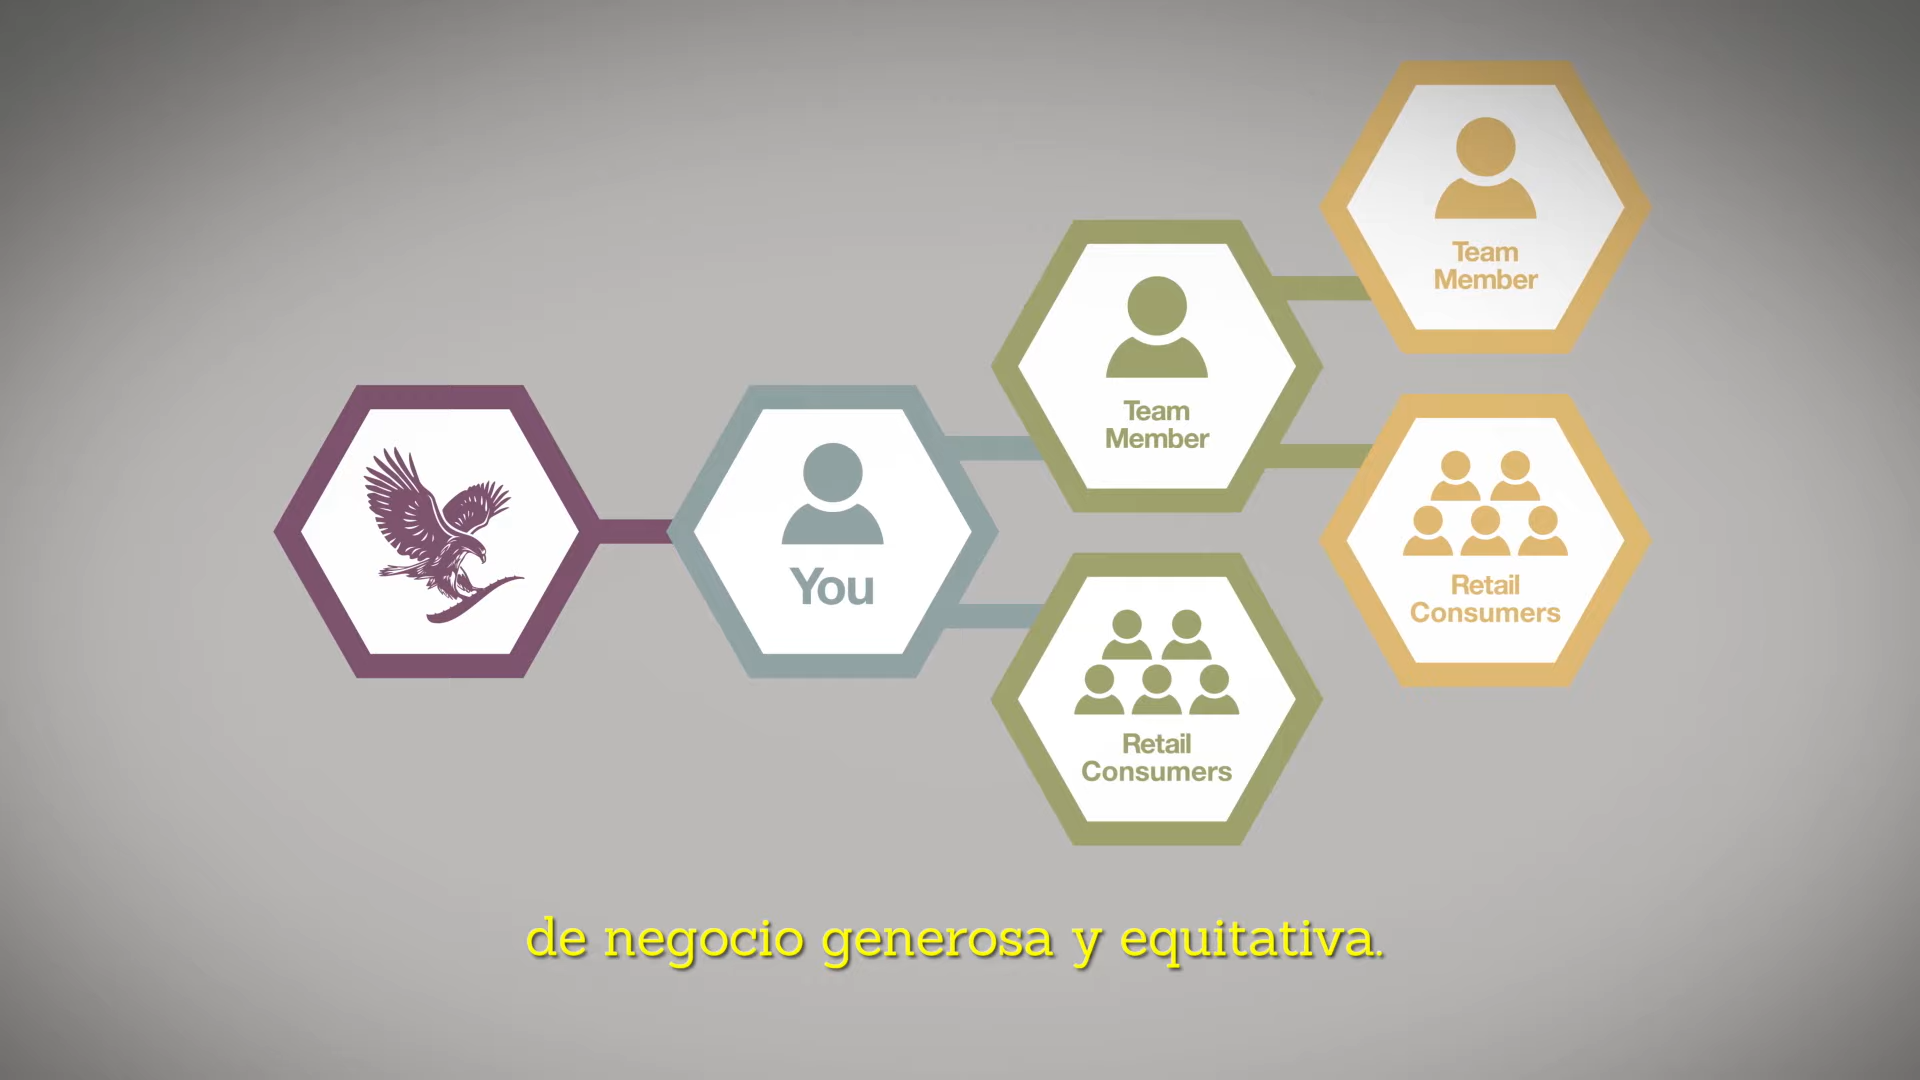 Team
Member
Team
Member
You
Retail
Consumers
Retail
Consumers
de negocio generosa y equitativa.